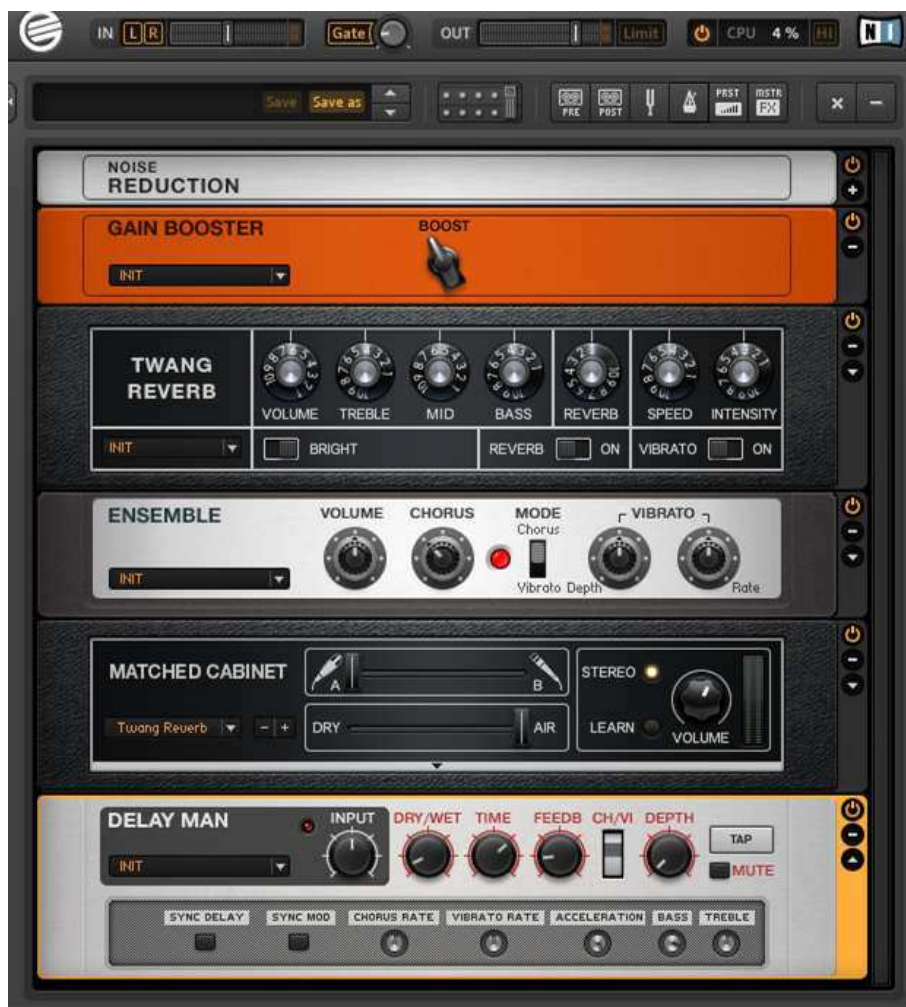 IN L R Gate OUT Limit CPU 4 % HI NI
Save Save as PRE POST PRST MSTR FX × −
NOISE
REDUCTION
GAIN BOOSTER BOOST
INIT
TWANG
REVERB
VOLUME TREBLE MID BASS REVERB SPEED INTENSITY
INIT BRIGHT REVERB ON VIBRATO ON
ENSEMBLE VOLUME CHORUS MODE VIBRATO
Chorus
INIT
Vibrato Depth Rate
MATCHED CABINET A B STEREO
Twang Reverb − + DRY AIR LEARN VOLUME
DELAY MAN INPUT DRY/WET TIME FEEDB CH/VI DEPTH
TAP
INIT MUTE
SYNC DELAY SYNC MOD CHORUS RATE VIBRATO RATE ACCELERATION BASS TREBLE